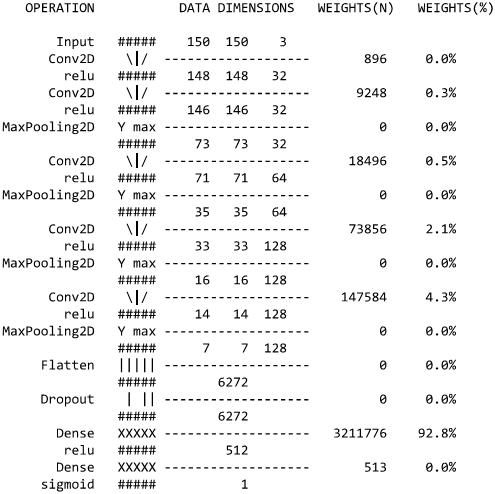 OPERATION           DATA DIMENSIONS   WEIGHTS(N)   WEIGHTS(%)
Input   #####   150  150    3
Conv2D    \|/  -------------------       896     0.0%
relu   #####   148  148   32
Conv2D    \|/  -------------------      9248     0.3%
relu   #####   146  146   32
MaxPooling2D   Y max -------------------         0     0.0%
#####    73   73   32
Conv2D    \|/  -------------------     18496     0.5%
relu   #####    71   71   64
MaxPooling2D   Y max -------------------         0     0.0%
#####    35   35   64
Conv2D    \|/  -------------------     73856     2.1%
relu   #####    33   33  128
MaxPooling2D   Y max -------------------         0     0.0%
#####    16   16  128
Conv2D    \|/  -------------------    147584     4.3%
relu   #####    14   14  128
MaxPooling2D   Y max -------------------         0     0.0%
#####     7    7  128
Flatten   ||||| -------------------         0     0.0%
#####        6272
Dropout    | || -------------------         0     0.0%
#####        6272
Dense   XXXXX -------------------   3211776    92.8%
relu   #####         512
Dense   XXXXX -------------------       513     0.0%
sigmoid   #####           1